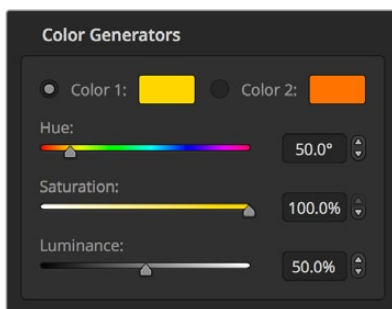 Color Generators
Color 1: Color 2:
Hue:
50.0°
Saturation:
100.0%
Luminance:
50.0%